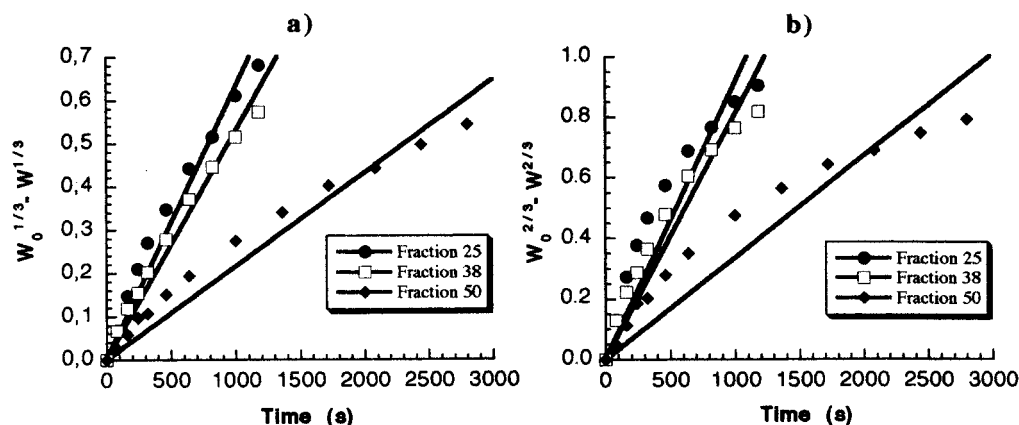 a)
0,7
0,6
0,5
0,4
0,3
0,2
0,1
0,0
W₀^1/3- W^1/3
Fraction 25
Fraction 38
Fraction 50
0 500 1000 1500 2000 2500 3000
Time (s)
b)
1.0
0.8
0.6
0.4
0.2
0.0
W₀^2/3- W^2/3
Fraction 25
Fraction 38
Fraction 50
0 500 1000 1500 2000 2500 3000
Time (s)